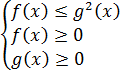 f(x) ≤ g²(x)
f(x) ≥ 0
g(x) ≥ 0